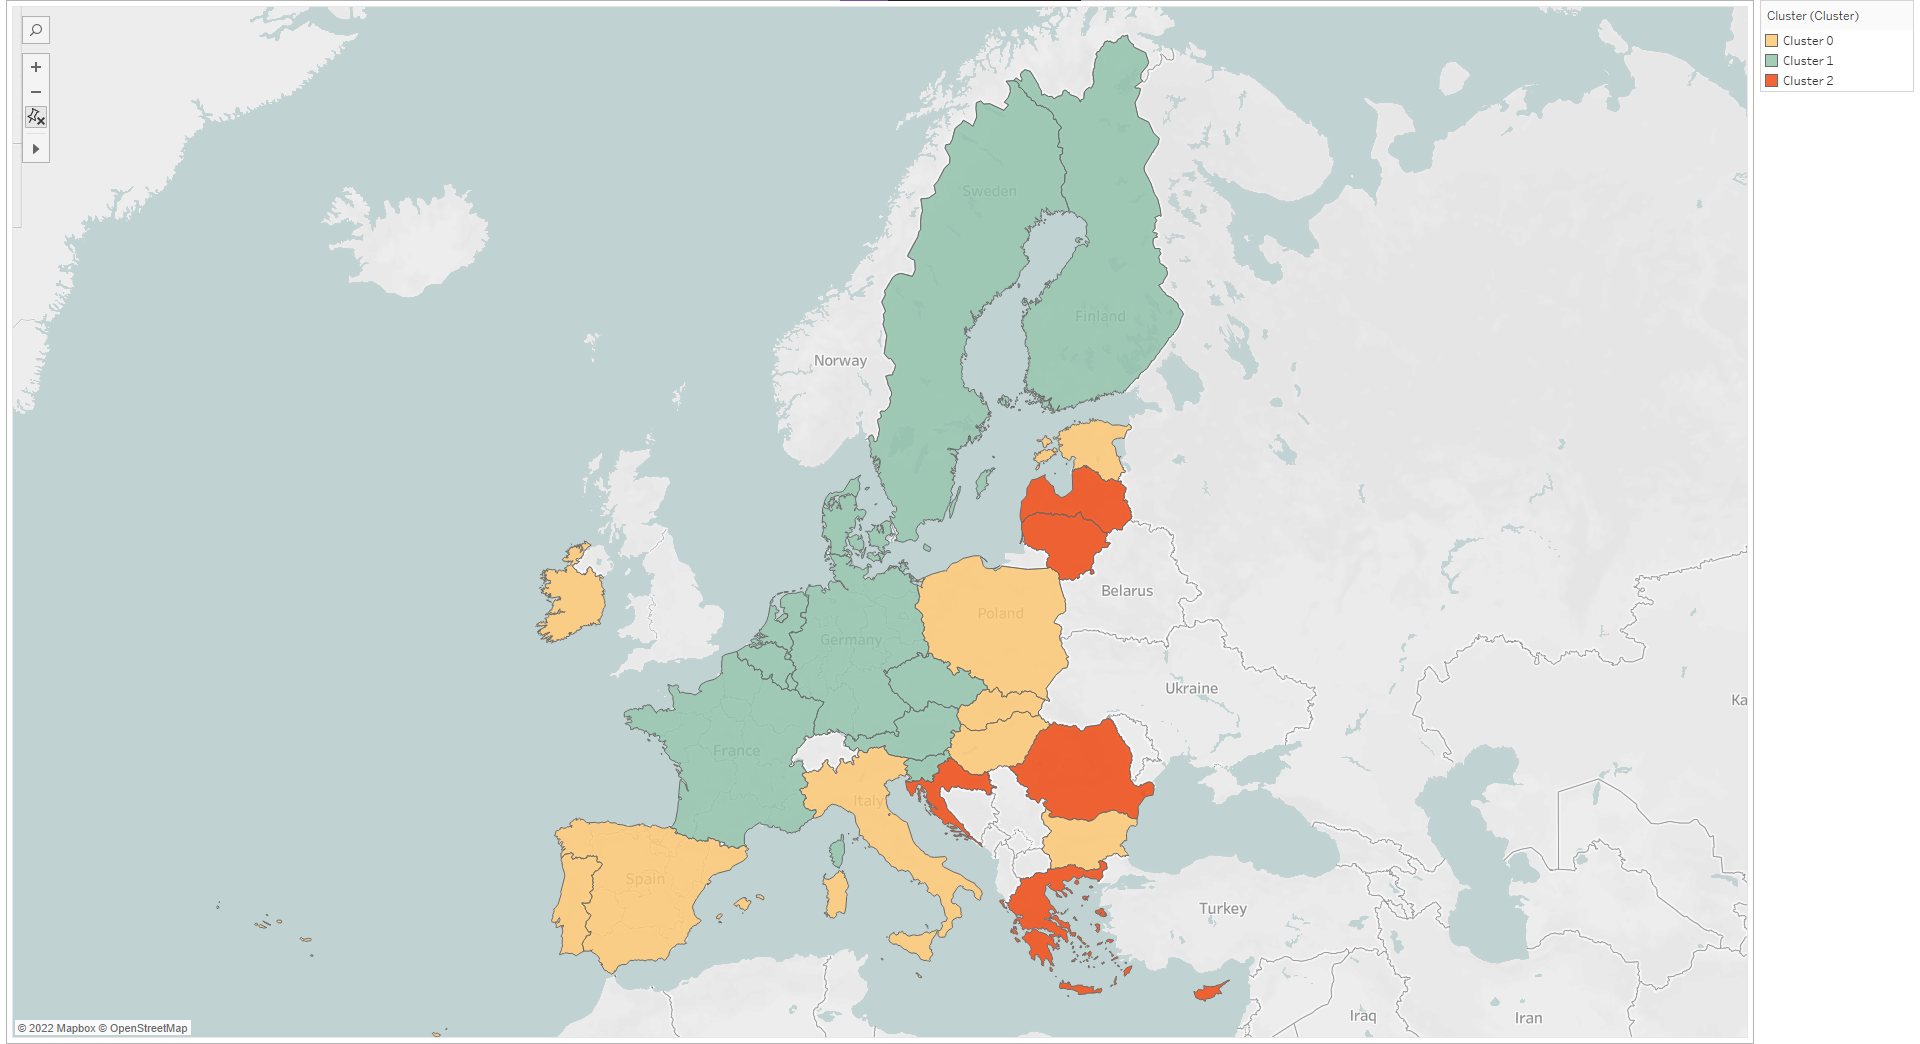 Cluster (Cluster)
Cluster 0
Cluster 1
Cluster 2
Sweden
Finland
Norway
Belarus
Poland
Germany
Ukraine
Ka
France
Italy
Spain
Turkey
Iraq
Iran
© 2022 Mapbox © OpenStreetMap